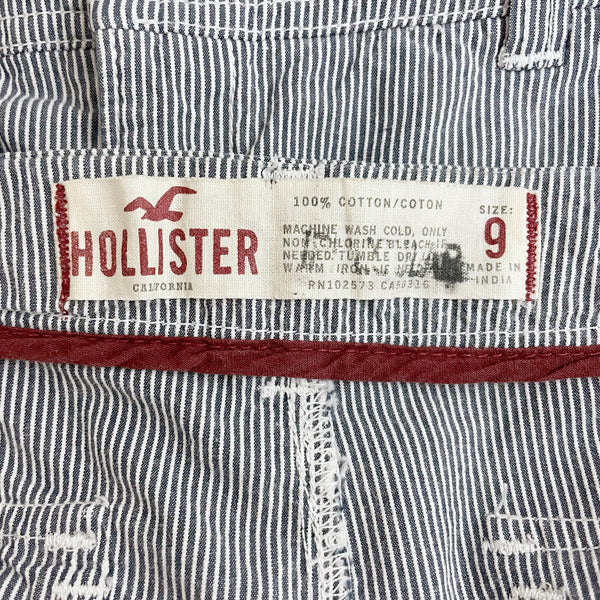 HOLLISTER
CALIFORNIA
100% COTTON/COTON
MACHINE WASH COLD, ONLY
NON-CHLORINE BLEACH IF
NEEDED. TUMBLE DRY
WARM IRON IF
RN102573 CA50316
SIZE:
9
MADE IN
INDIA